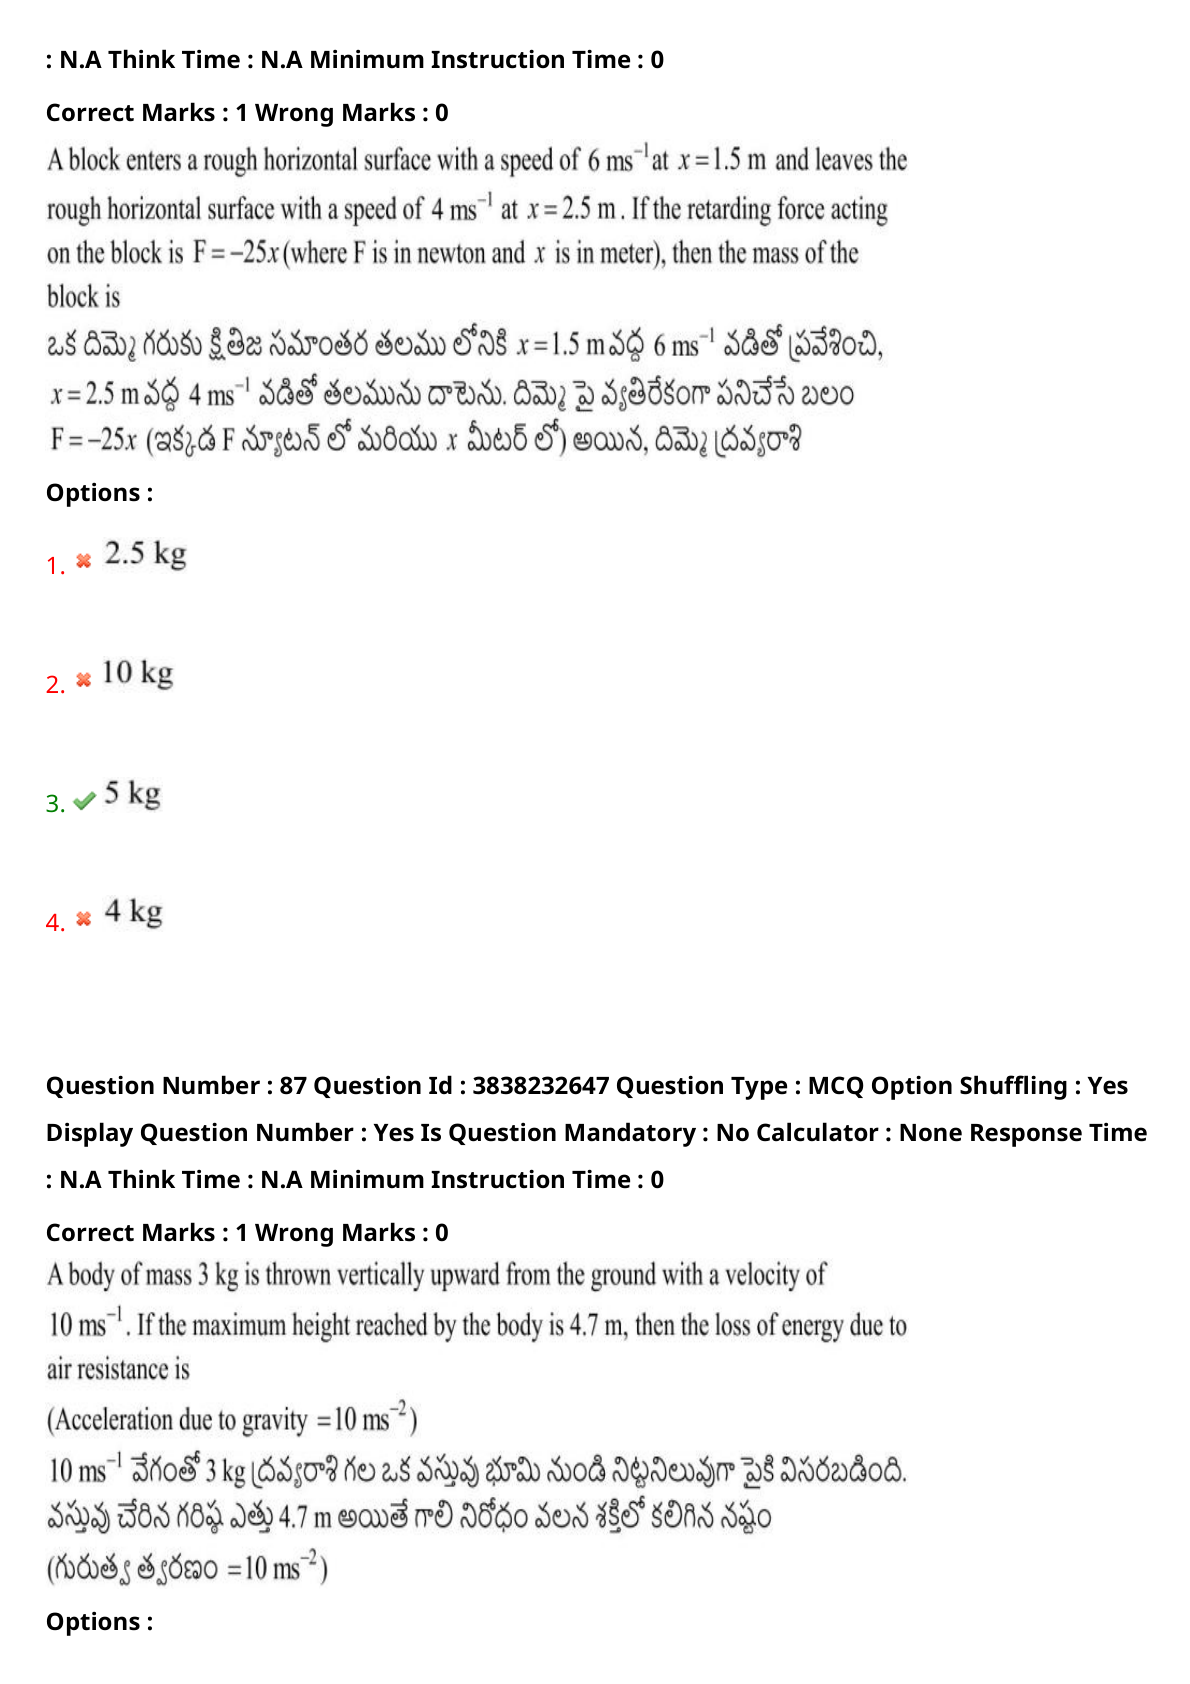 : N.A Think Time : N.A Minimum Instruction Time : 0
Correct Marks : 1 Wrong Marks : 0
A block enters a rough horizontal surface with a speed of 6 ms⁻¹ at x = 1.5 m and leaves the
rough horizontal surface with a speed of 4 ms⁻¹ at x = 2.5 m . If the retarding force acting
on the block is F = –25x (where F is in newton and x is in meter), then the mass of the
block is
ఒక దిమ్మె గరుకు క్షితిజ సమాంతర తలము లోనికి x = 1.5 m వద్ద 6 ms⁻¹ వడితో ప్రవేశించి,
x = 2.5 m వద్ద 4 ms⁻¹ వడితో తలమును దాటెను. దిమ్మె పై వ్యతిరేకంగా పనిచేసే బలం
F = –25x (ఇక్కడ F న్యూటన్ లో మరియు x మీటర్ లో) అయిన, దిమ్మె ద్రవ్యరాశి
Options :
1. ✖ 2.5 kg
2. ✖ 10 kg
3. ✔ 5 kg
4. ✖ 4 kg
Question Number : 87 Question Id : 3838232647 Question Type : MCQ Option Shuffling : Yes
Display Question Number : Yes Is Question Mandatory : No Calculator : None Response Time
: N.A Think Time : N.A Minimum Instruction Time : 0
Correct Marks : 1 Wrong Marks : 0
A body of mass 3 kg is thrown vertically upward from the ground with a velocity of
10 ms⁻¹. If the maximum height reached by the body is 4.7 m, then the loss of energy due to
air resistance is
(Acceleration due to gravity = 10 ms⁻²)
10 ms⁻¹ వేగంతో 3 kg ద్రవ్యరాశి గల ఒక వస్తువు భూమి నుండి నిట్టనిలువుగా పైకి విసరబడింది.
వస్తువు చేరిన గరిష్ఠ ఎత్తు 4.7 m అయితే గాలి నిరోధం వలన శక్తిలో కలిగిన నష్టం
(గురుత్వ త్వరణం = 10 ms⁻²)
Options :